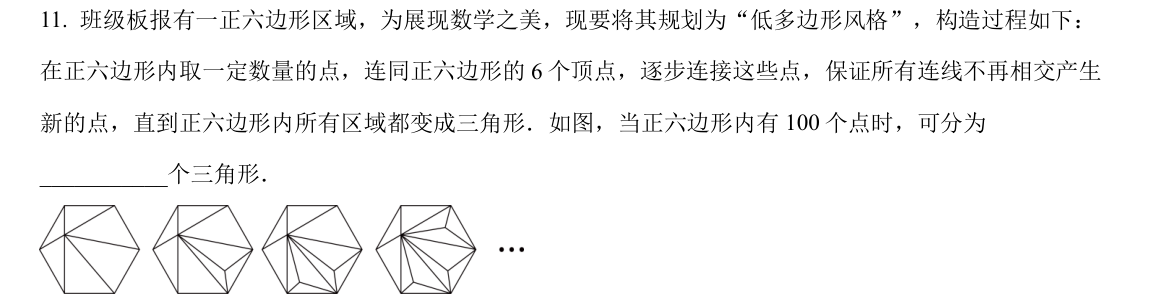 11. 班级板报有一正六边形区域，为展现数学之美，现要将其规划为“低多边形风格”，构造过程如下：
在正六边形内取一定数量的点，连同正六边形的 6 个顶点，逐步连接这些点，保证所有连线不再相交产生
新的点，直到正六边形内所有区域都变成三角形．如图，当正六边形内有 100 个点时，可分为
___________个三角形．
…